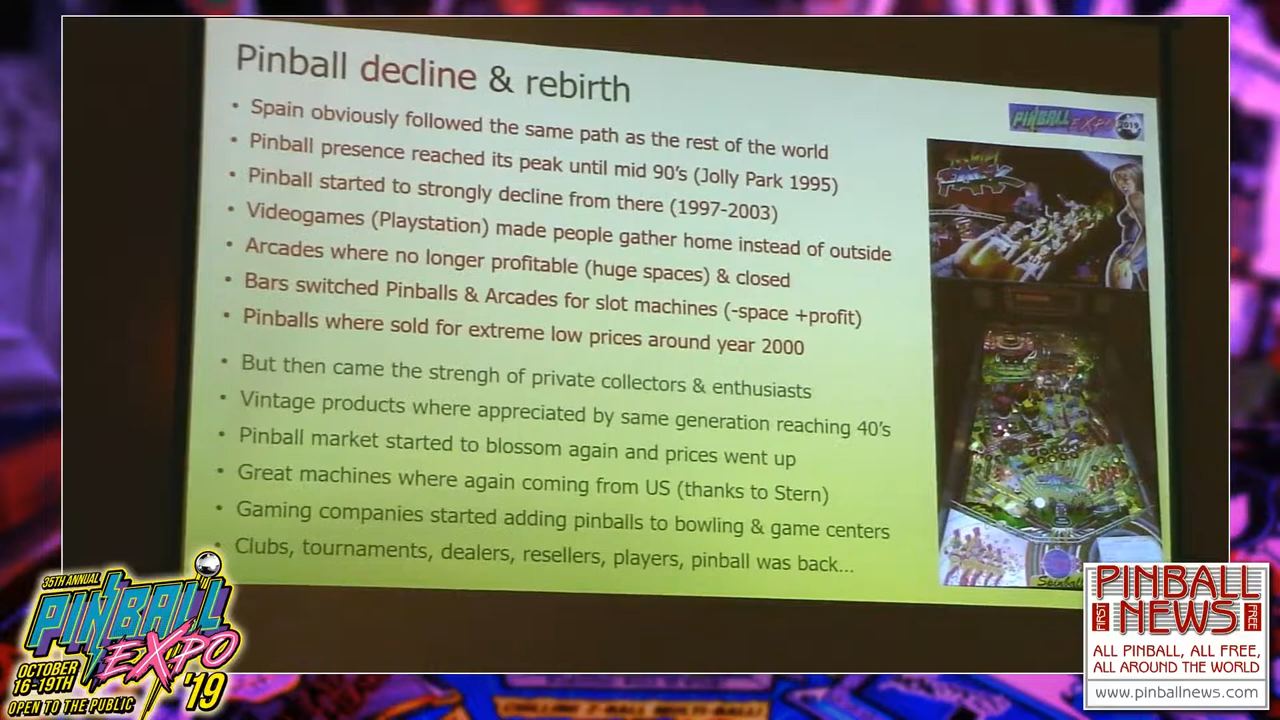 Pinball decline & rebirth
• Spain obviously followed the same path as the rest of the world
• Pinball presence reached its peak until mid 90's (Jolly Park 1995)
• Pinball started to strongly decline from there (1997-2003)
• Videogames (Playstation) made people gather home instead of outside
• Arcades where no longer profitable (huge spaces) & closed
• Bars switched Pinballs & Arcades for slot machines (-space +profit)
• Pinballs where sold for extreme low prices around year 2000
• But then came the strengh of private collectors & enthusiasts
• Vintage products where appreciated by same generation reaching 40's
• Pinball market started to blossom again and prices went up
• Great machines where again coming from US (thanks to Stern)
• Gaming companies started adding pinballs to bowling & game centers
• Clubs, tournaments, dealers, resellers, players, pinball was back...
PINBALL EXPO 2019
35TH ANNUAL
PINBALL
EXPO
'19
OCTOBER
16-19TH
OPEN TO THE PUBLIC
PINBALL
FIRST NEWS FREE
ALL PINBALL, ALL FREE,
ALL AROUND THE WORLD
www.pinballnews.com